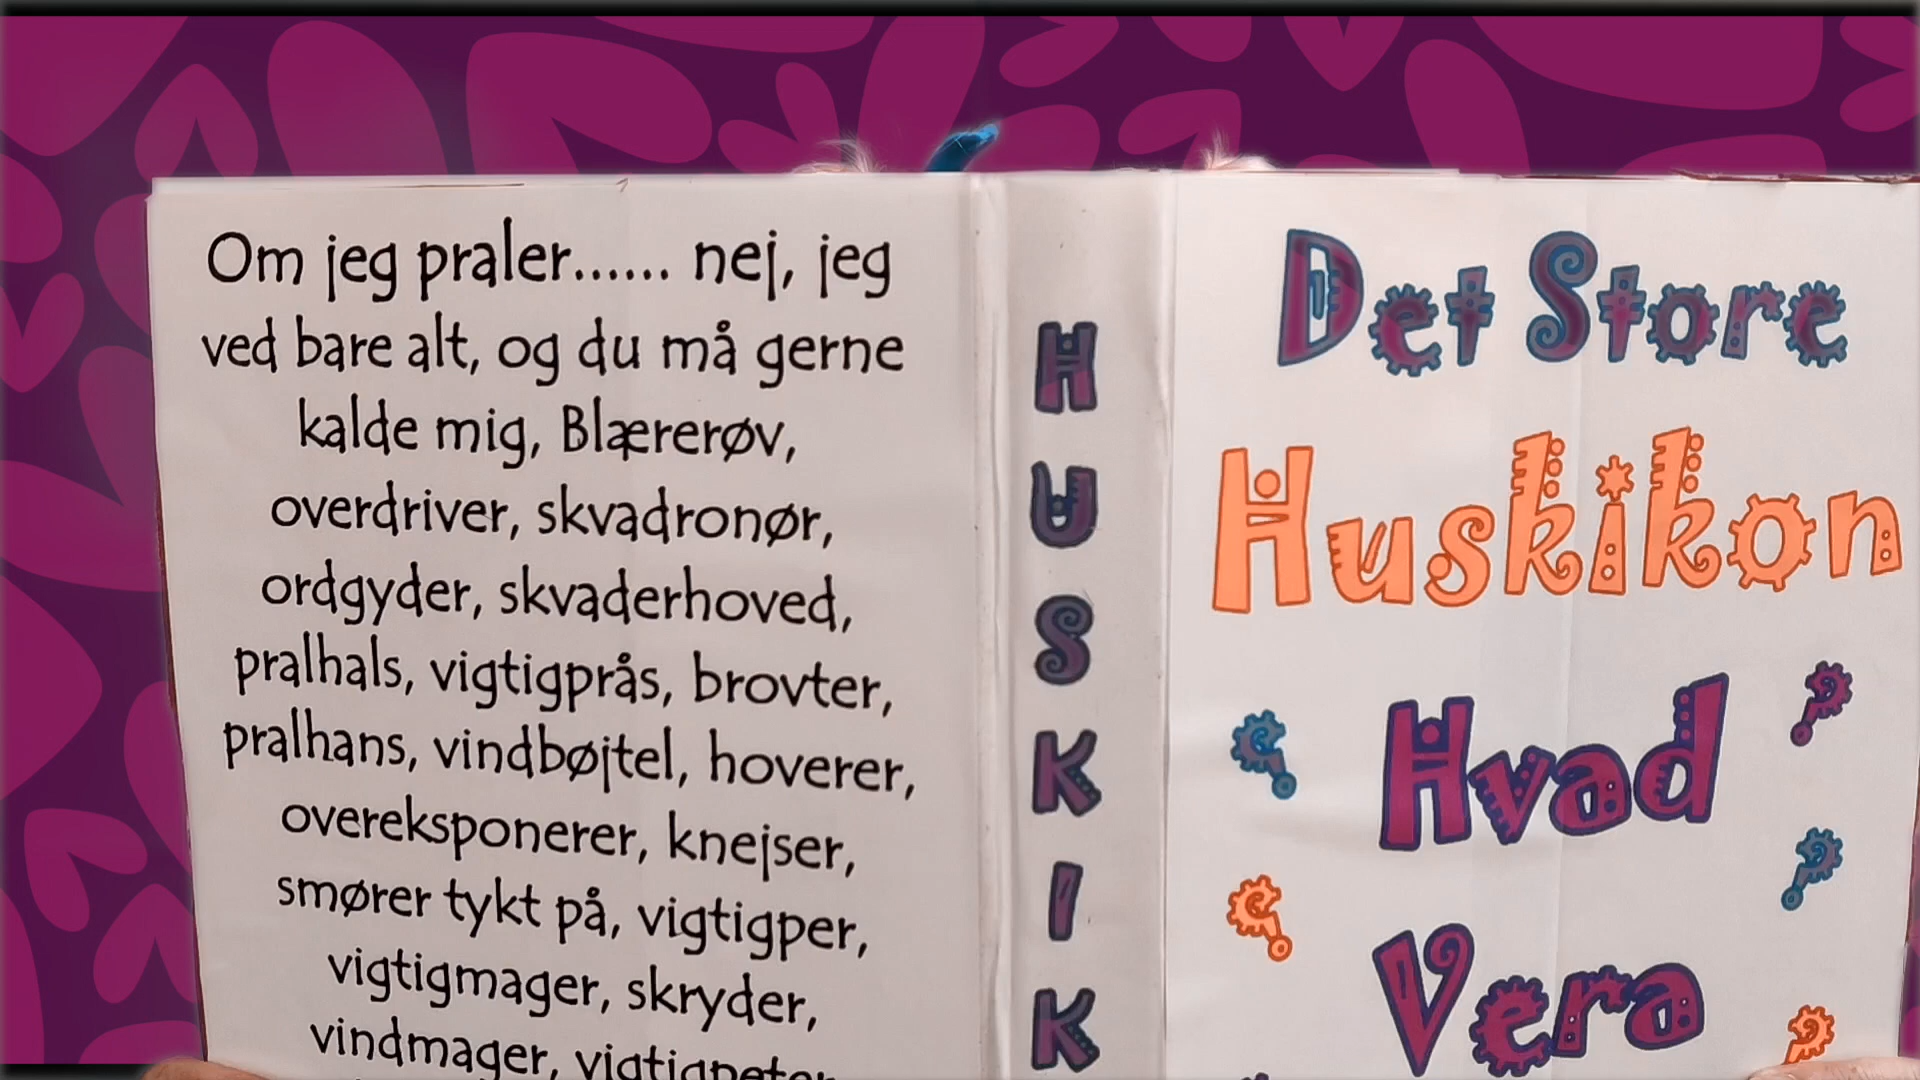 Om jeg praler...... nej, jeg
ved bare alt, og du må gerne
kalde mig, Blærerøv,
overdriver, skvadronør,
ordgyder, skvaderhoved,
pralhals, vigtigprås, brovter,
pralhans, vindbøjtel, hoverer,
overeksponerer, knejser,
smører tykt på, vigtigper,
vigtigmager, skryder,
vindmager, vigtigpeter
HUSKIK
Det Store
Huskikon
Hvad
Vera